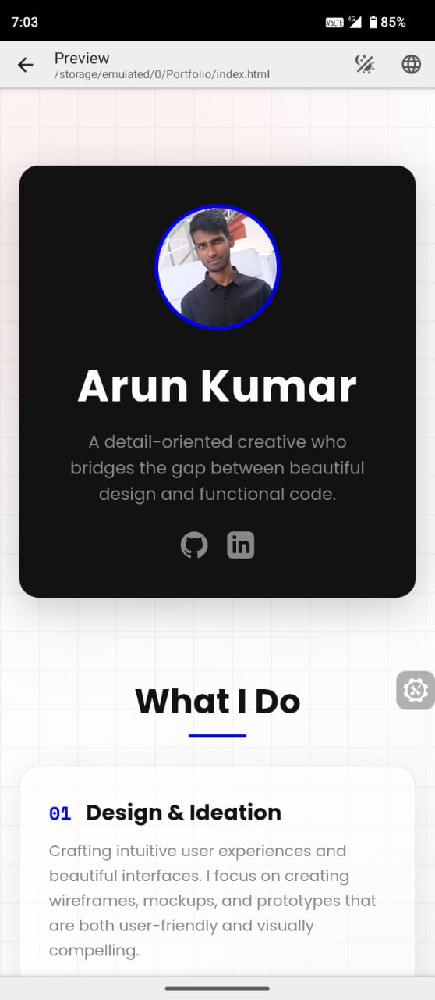 7:03
VoLTE 4G 85%
Preview
/storage/emulated/0/Portfolio/index.html
Arun Kumar
A detail-oriented creative who
bridges the gap between beautiful
design and functional code.
in
What I Do
01 Design & Ideation
Crafting intuitive user experiences and
beautiful interfaces. I focus on creating
wireframes, mockups, and prototypes that
are both user-friendly and visually
compelling.